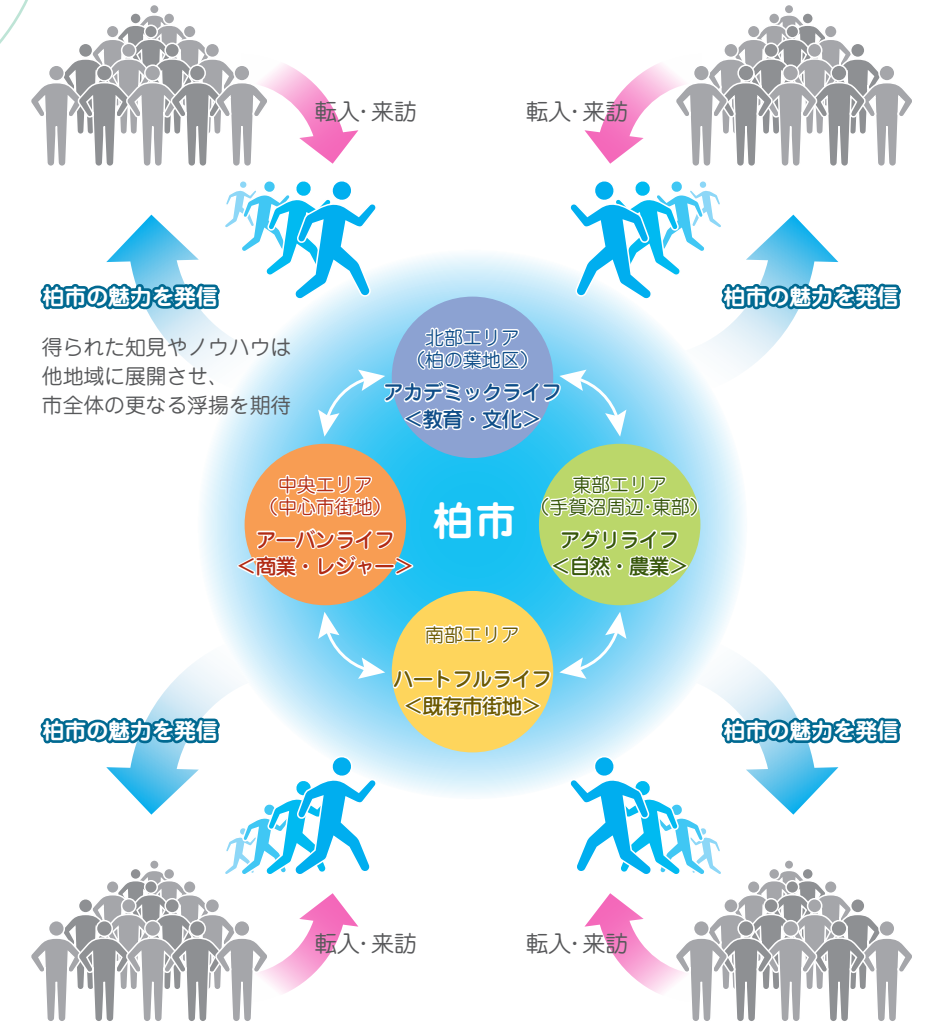 転入・来訪
転入・来訪
柏市の魅力を発信
柏市の魅力を発信
得られた知見やノウハウは
他地域に展開させ、
市全体の更なる浮揚を期待
北部エリア
（柏の葉地区）
アカデミックライフ
＜教育・文化＞
中央エリア
（中心市街地）
アーバンライフ
＜商業・レジャー＞
柏市
東部エリア
（手賀沼周辺・東部）
アグリライフ
＜自然・農業＞
南部エリア
ハートフルライフ
＜既存市街地＞
柏市の魅力を発信
柏市の魅力を発信
転入・来訪
転入・来訪